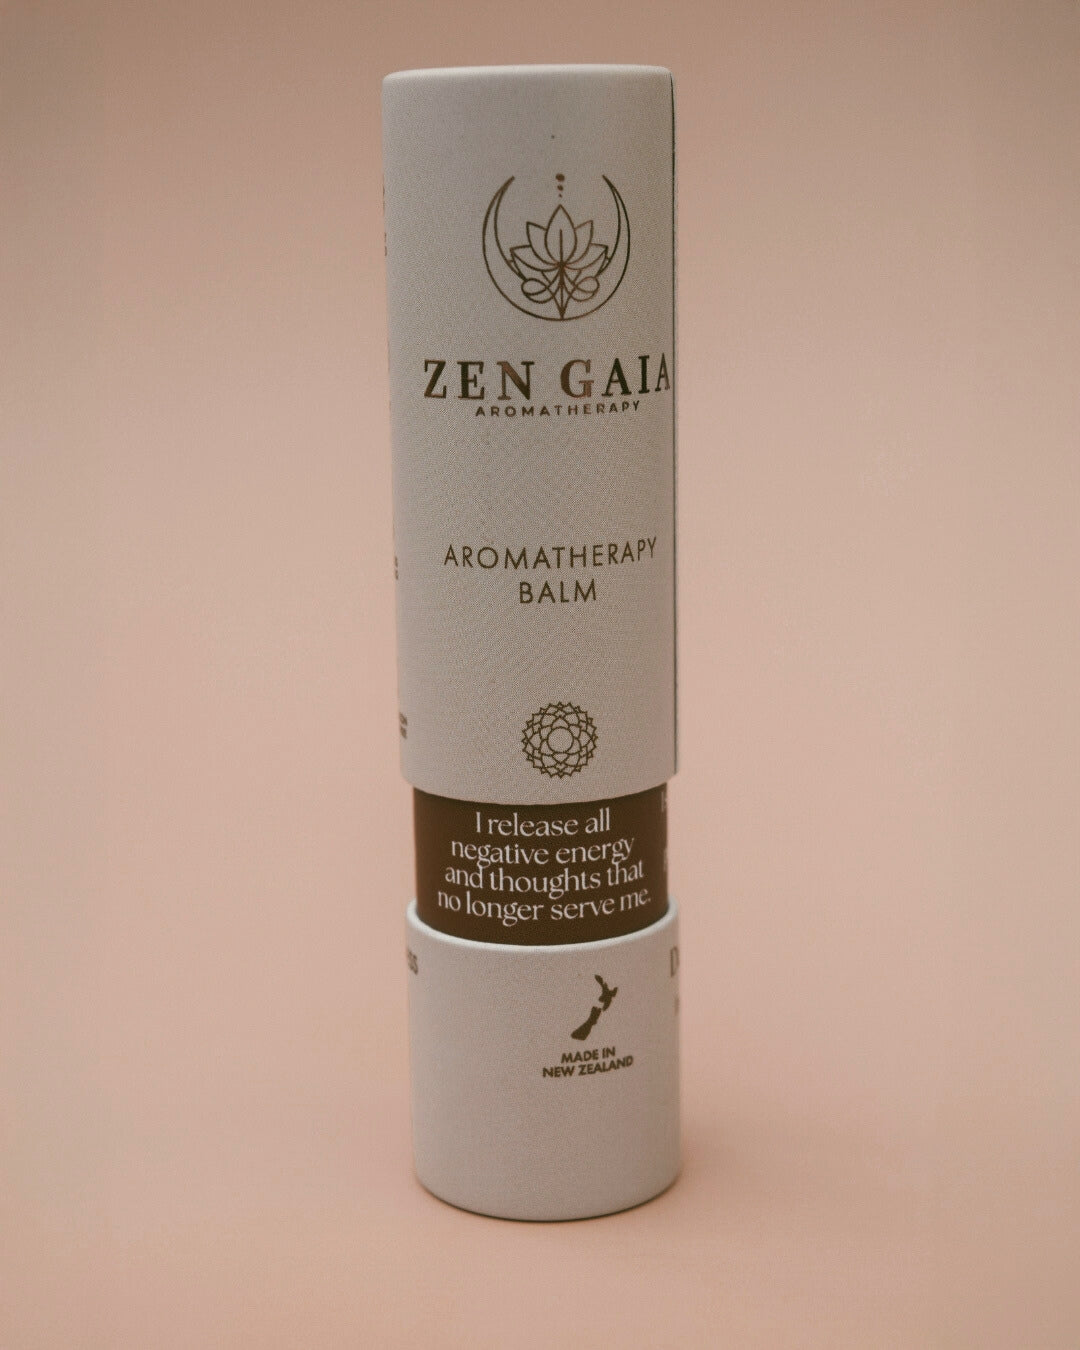 ZEN GAIA
AROMATHERAPY
AROMATHERAPY
BALM
I release all
negative energy
and thoughts that
no longer serve me.
MADE IN
NEW ZEALAND